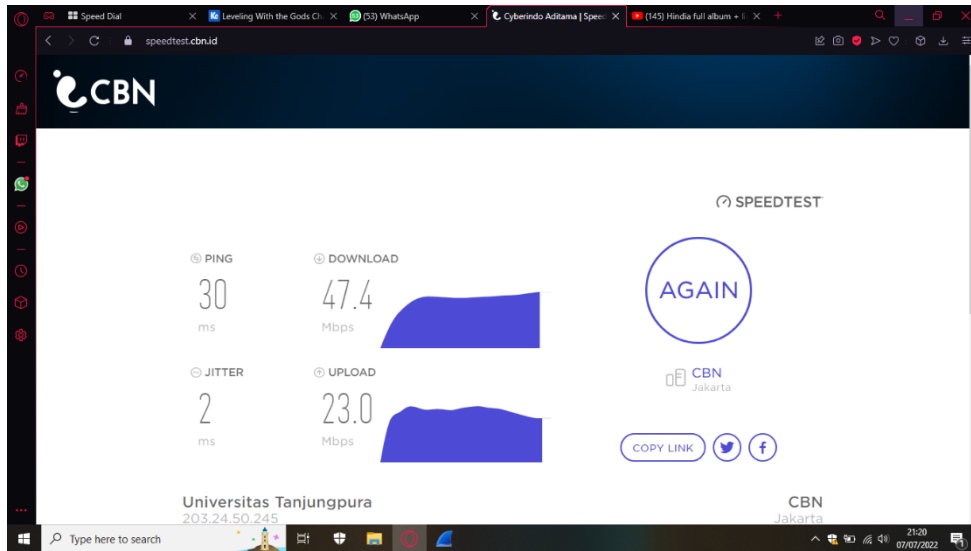 Speed Dial
Leveling With the Gods Ch
(53) WhatsApp
Cyberindo Aditama | Speed
(145) Hindia full album + li
speedtest.cbn.id
CBN
SPEEDTEST
PING
30
ms
DOWNLOAD
47.4
Mbps
AGAIN
JITTER
2
ms
UPLOAD
23.0
Mbps
CBN
Jakarta
COPY LINK
Universitas Tanjungpura
203.24.50.245
CBN
Jakarta
Type here to search
21:20
07/07/2022